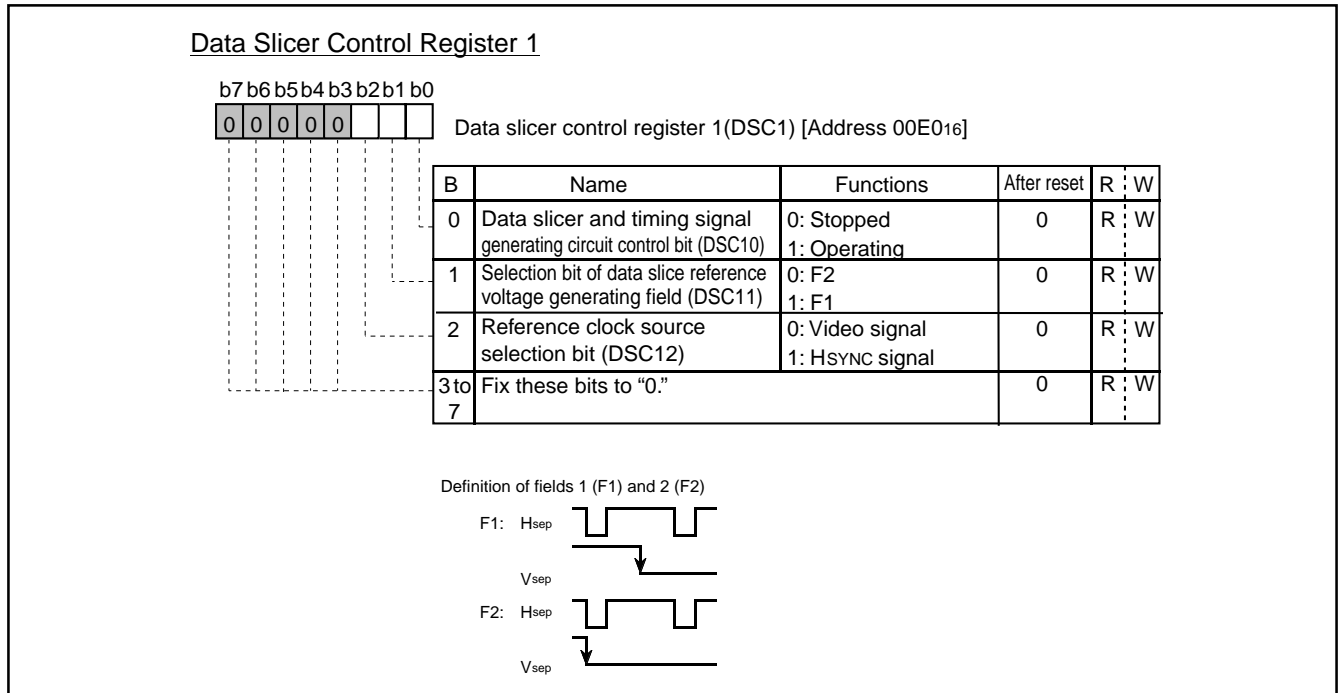 Data Slicer Control Register 1
b7 b6 b5 b4 b3 b2 b1 b0
0 0 0 0 0
Data slicer control register 1(DSC1) [Address 00E016]
B Name Functions After reset R W
0 Data slicer and timing signal 0: Stopped 0 R W
generating circuit control bit (DSC10) 1: Operating
1 Selection bit of data slice reference 0: F2 0 R W
voltage generating field (DSC11) 1: F1
2 Reference clock source 0: Video signal 0 R W
selection bit (DSC12) 1: HSYNC signal
3 to Fix these bits to “0.” 0 R W
7
Definition of fields 1 (F1) and 2 (F2)
F1: Hsep
Vsep
F2: Hsep
Vsep